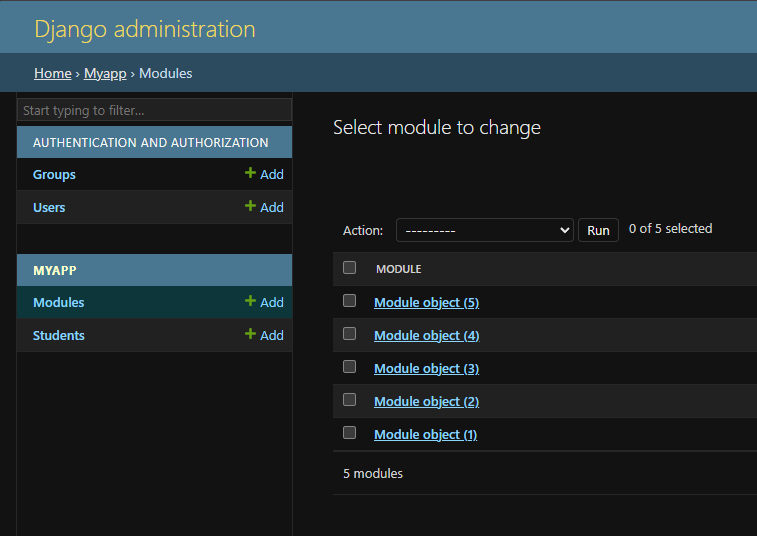 Django administration
Home › Myapp › Modules
Start typing to filter...
AUTHENTICATION AND AUTHORIZATION
Groups + Add
Users + Add
MYAPP
Modules + Add
Students + Add
Select module to change
Action: --------- Run 0 of 5 selected
MODULE
Module object (5)
Module object (4)
Module object (3)
Module object (2)
Module object (1)
5 modules